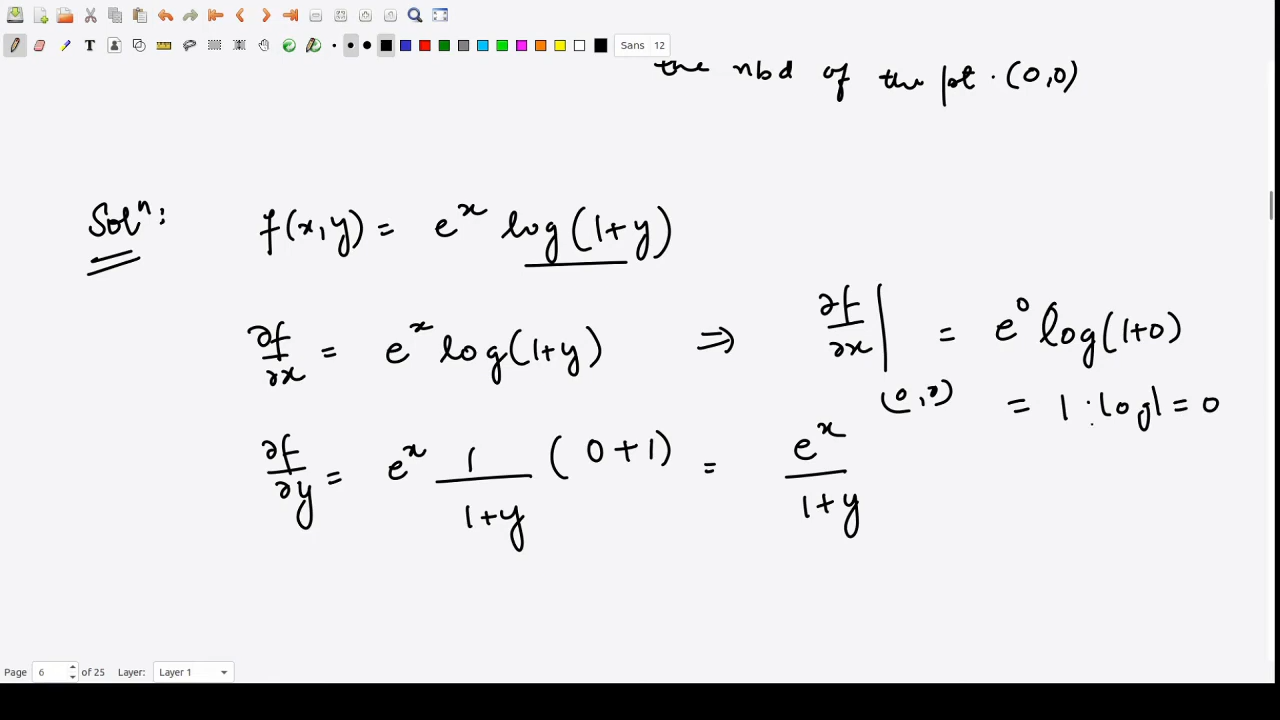 Sans 12
the nbd of the pt. (0,0)
Solⁿ: f(x,y) = eˣ log(1+y)
∂f/∂x = eˣ log(1+y) ⇒ ∂f/∂x |(0,0) = e⁰ log(1+0)
= 1 · log1 = 0
∂f/∂y = eˣ 1/(1+y) (0+1) = eˣ/(1+y)
Page 6 of 25 Layer: Layer 1